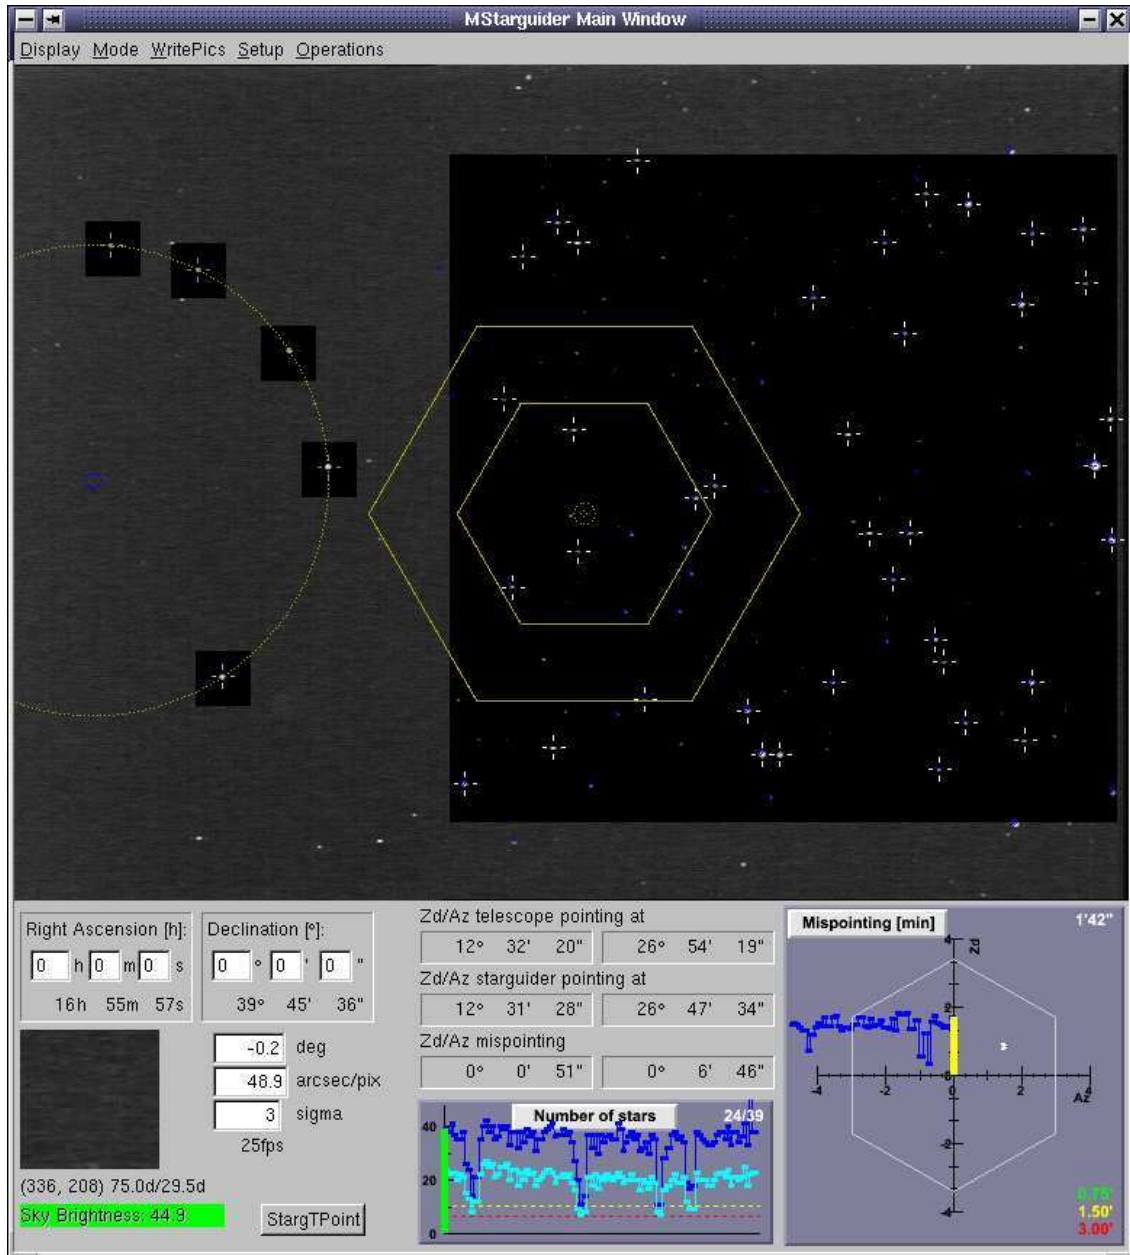 MStarguider Main Window
Display Mode WritePics Setup Operations
Right Ascension [h]:
0 h 0 m 0 s
16h 55m 57s
Declination [°]:
0 ° 0 ' 0 "
39° 45' 36"
-0.2 deg
48.9 arcsec/pix
3 sigma
25fps
(336, 208) 75.0d/29.5d
Sky Brightness: 44.9
StargTPoint
Zd/Az telescope pointing at
12° 32' 20" 26° 54' 19"
Zd/Az starguider pointing at
12° 31' 28" 26° 47' 34"
Zd/Az mispointing
0° 0' 51" 0° 6' 46"
Number of stars
24/39
40
20
0
Mispointing [min]
1'42"
Zd
4
2
0
-2
-4
-4 -2 2 4
Az
0.75'
1.50'
3.00'